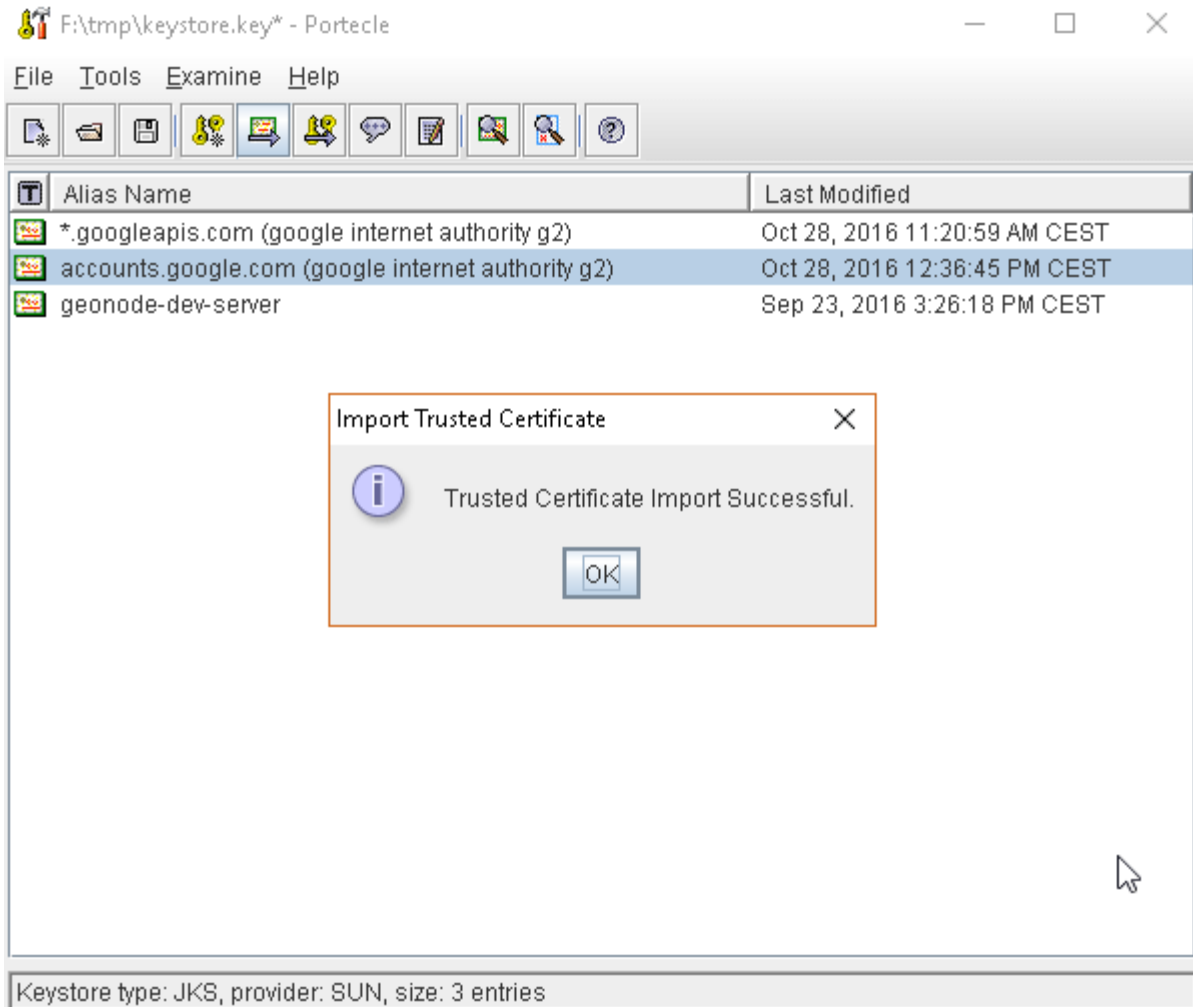 F:\tmp\keystore.key* - Portecle
File Tools Examine Help
T Alias Name Last Modified
*.googleapis.com (google internet authority g2) Oct 28, 2016 11:20:59 AM CEST
accounts.google.com (google internet authority g2) Oct 28, 2016 12:36:45 PM CEST
geonode-dev-server Sep 23, 2016 3:26:18 PM CEST
Import Trusted Certificate
i
Trusted Certificate Import Successful.
OK
Keystore type: JKS, provider: SUN, size: 3 entries